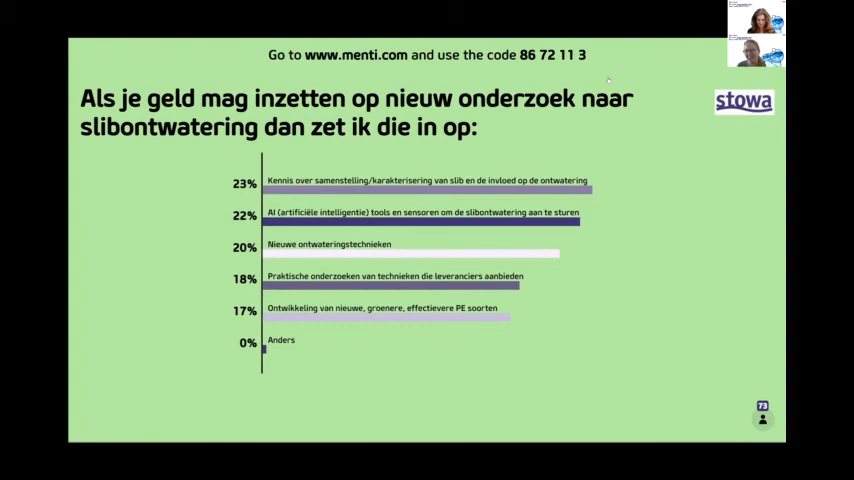 Go to www.menti.com and use the code 86 72 11 3
Als je geld mag inzetten op nieuw onderzoek naar
slibontwatering dan zet ik die in op:
stowa
23%
Kennis over samenstelling/karakterisering van slib en de invloed op de ontwatering
22%
AI (artificiële intelligentie) tools en sensoren om de slibontwatering aan te sturen
20%
Nieuwe ontwateringstechnieken
18%
Praktische onderzoeken van technieken die leveranciers aanbieden
17%
Ontwikkeling van nieuwe, groenere, effectievere PE soorten
0%
Anders
73